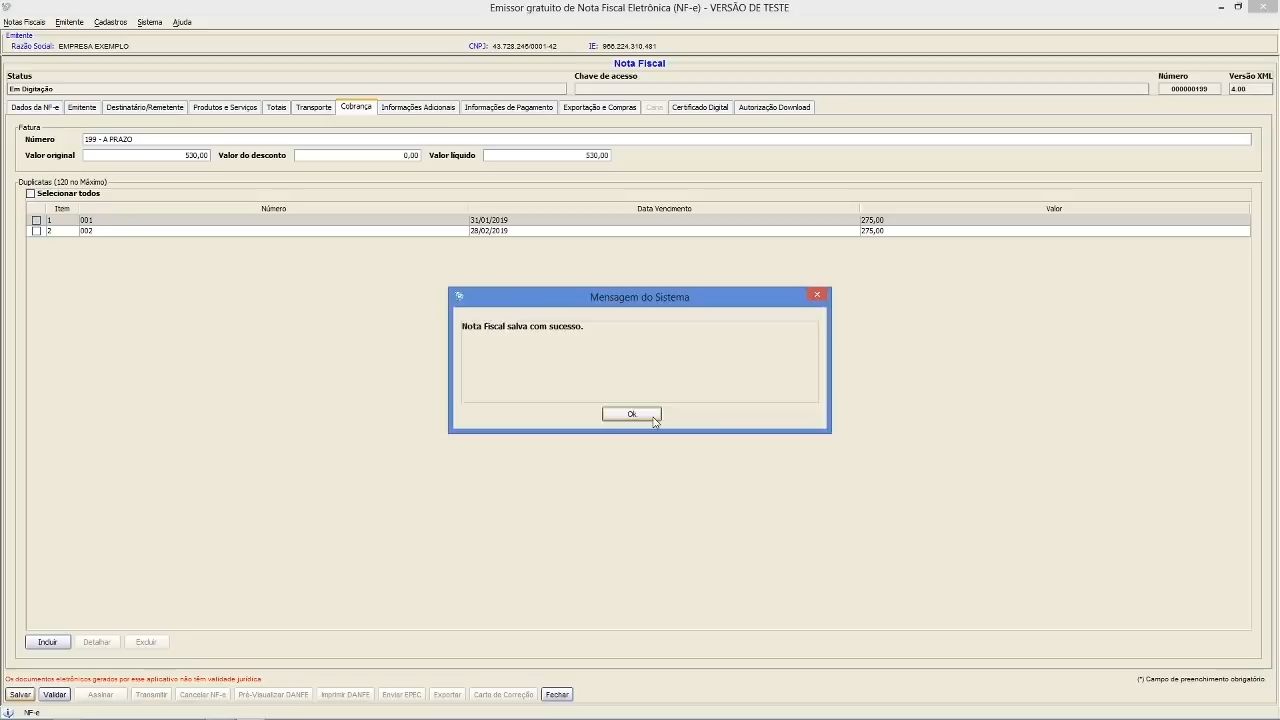 Emissor gratuito de Nota Fiscal Eletrônica (NF-e) - VERSÃO DE TESTE
Notas Fiscais Emitente Cadastros Sistema Ajuda
Emitente
Razão Social: EMPRESA EXEMPLO CNPJ: 43.728.246/0001-42 IE: 966.224.310.481
Nota Fiscal
Status Chave de acesso Número Versão XML
Em Digitação 000000199 4.00
Dados da NF-e Emitente Destinatário/Remetente Produtos e Serviços Totais Transporte Cobrança Informações Adicionais Informações de Pagamento Exportação e Compras Cana Certificado Digital Autorização Download
Fatura
Número 199 - A PRAZO
Valor original 530,00 Valor do desconto 0,00 Valor líquido 530,00
Duplicatas (120 no Máximo)
Selecionar todos
Item Número Data Vencimento Valor
1 001 31/01/2019 275,00
2 002 28/02/2019 275,00
Mensagem do Sistema
Nota Fiscal salva com sucesso.
Ok
Incluir Detalhar Excluir
Os documentos eletrônicos gerados por esse aplicativo não têm validade jurídica (*) Campo de preenchimento obrigatório.
Salvar Validar Assinar Transmitir Cancelar NF-e Pré-Visualizar DANFE Imprimir DANFE Enviar EPEC Exportar Carta de Correção Fechar
NF-e